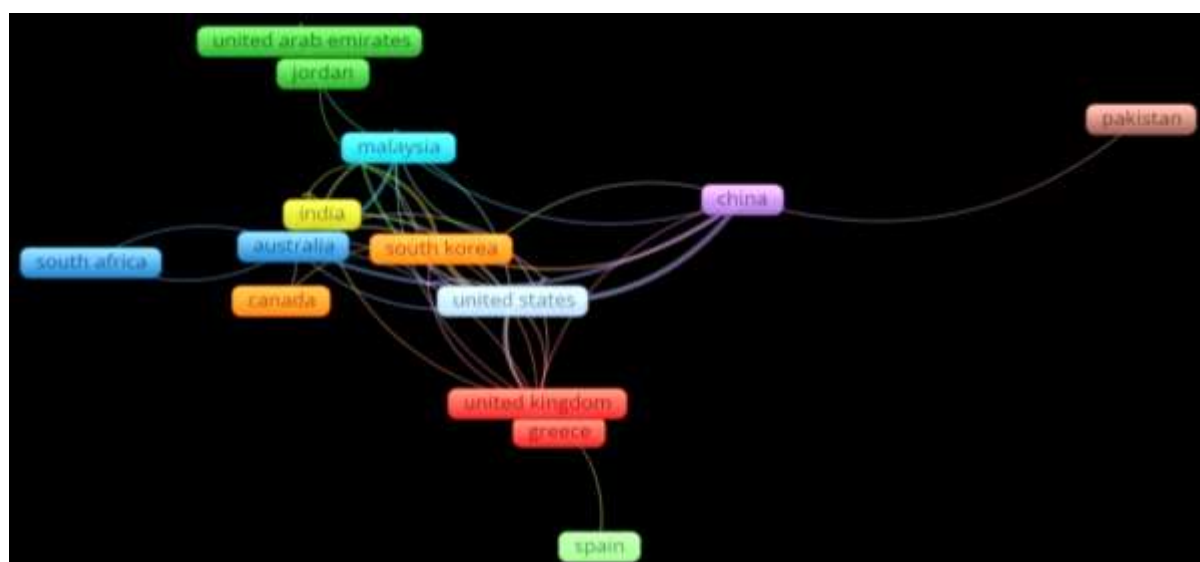 united arab emirates
jordan
pakistan
malaysia
china
india
australia
south korea
south africa
canada
united states
united kingdom
greece
spain